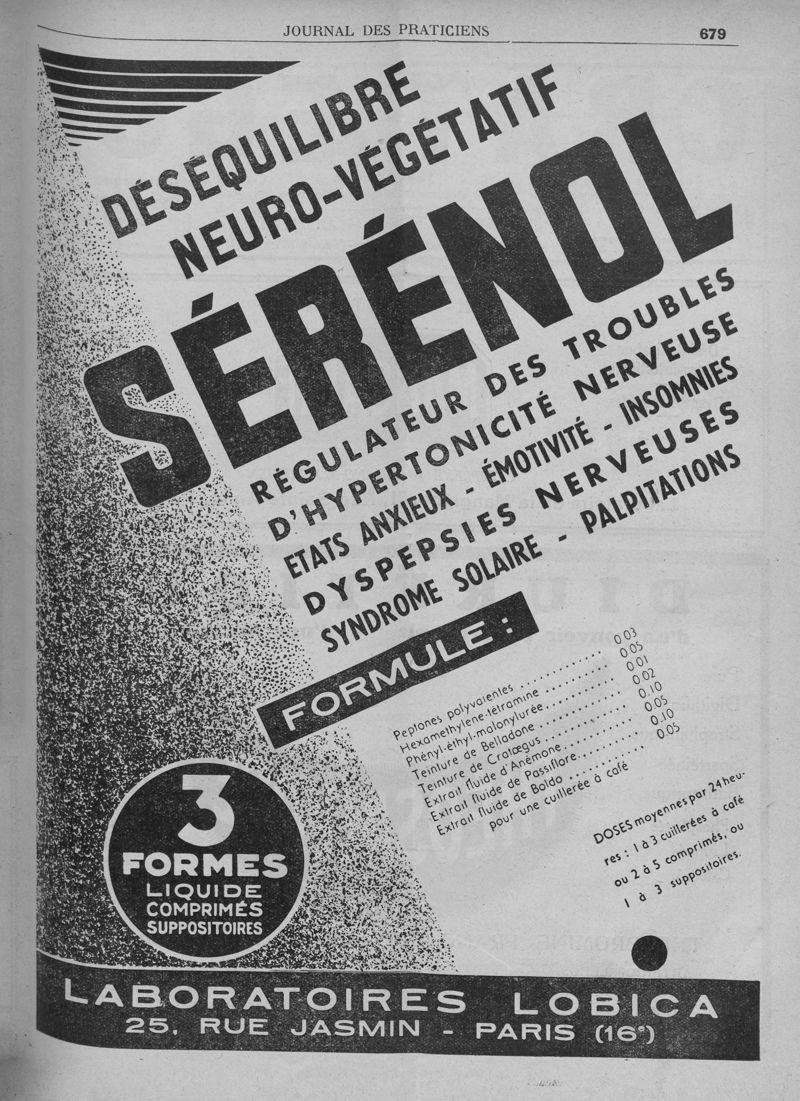 JOURNAL DES PRATICIENS
679
DÉSÉQUILIBRE
NEURO-VÉGÉTATIF
SÉRÉNOL
RÉGULATEUR DES TROUBLES
D'HYPERTONICITÉ NERVEUSE
ETATS ANXIEUX - ÉMOTIVITÉ - INSOMNIES
DYSPEPSIES NERVEUSES
SYNDROME SOLAIRE - PALPITATIONS
FORMULE :
Peptones polyvalentes ............ 0.03
Hexamethylene-tétramine .......... 0.05
Phényl-éthyl-malonylurée.......... 0.01
Teinture de Belladone ............ 0.02
Teinture de Cratœgus ............. 0.10
Extrait fluide d'Anémone.......... 0.05
Extrait fluide de Passiflore...... 0.10
Extrait fluide de Boldo .......... 0.05
pour une cuillerée à café
DOSES moyennes par 24 heu-
res : 1 à 3 cuillerées à café
ou 2 à 5 comprimés, ou
1 à 3 suppositoires.
3
FORMES
LIQUIDE
COMPRIMÉS
SUPPOSITOIRES
LABORATOIRES LOBICA
25, RUE JASMIN - PARIS (16e)